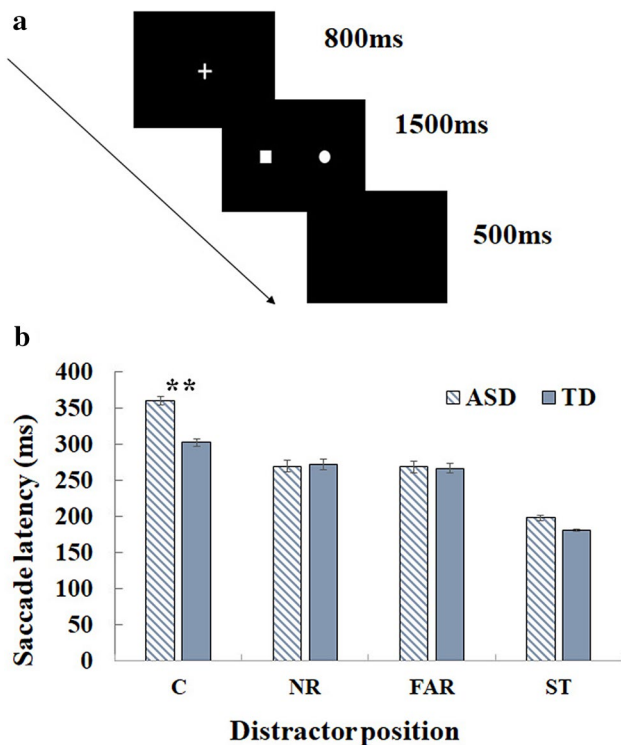 a
800ms
1500ms
500ms
b
**
ASD TD
Saccade latency (ms)
400
350
300
250
200
150
100
50
0
C NR FAR ST
Distractor position